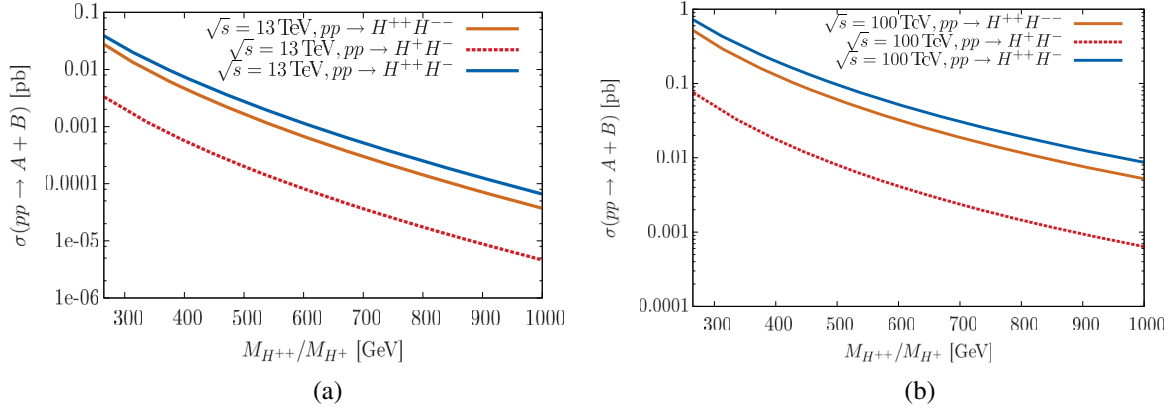 σ(pp → A + B) [pb]
0.1
0.01
0.001
0.0001
1e-05
1e-06
√s = 13 TeV, pp → H⁺⁺H⁻⁻
√s = 13 TeV, pp → H⁺H⁻
√s = 13 TeV, pp → H⁺⁺H⁻
300 400 500 600 700 800 900 1000
M_{H⁺⁺}/M_{H⁺} [GeV]
(a)
σ(pp → A + B) [pb]
1
0.1
0.01
0.001
0.0001
√s = 100 TeV, pp → H⁺⁺H⁻⁻
√s = 100 TeV, pp → H⁺H⁻
√s = 100 TeV, pp → H⁺⁺H⁻
300 400 500 600 700 800 900 1000
M_{H⁺⁺}/M_{H⁺} [GeV]
(b)